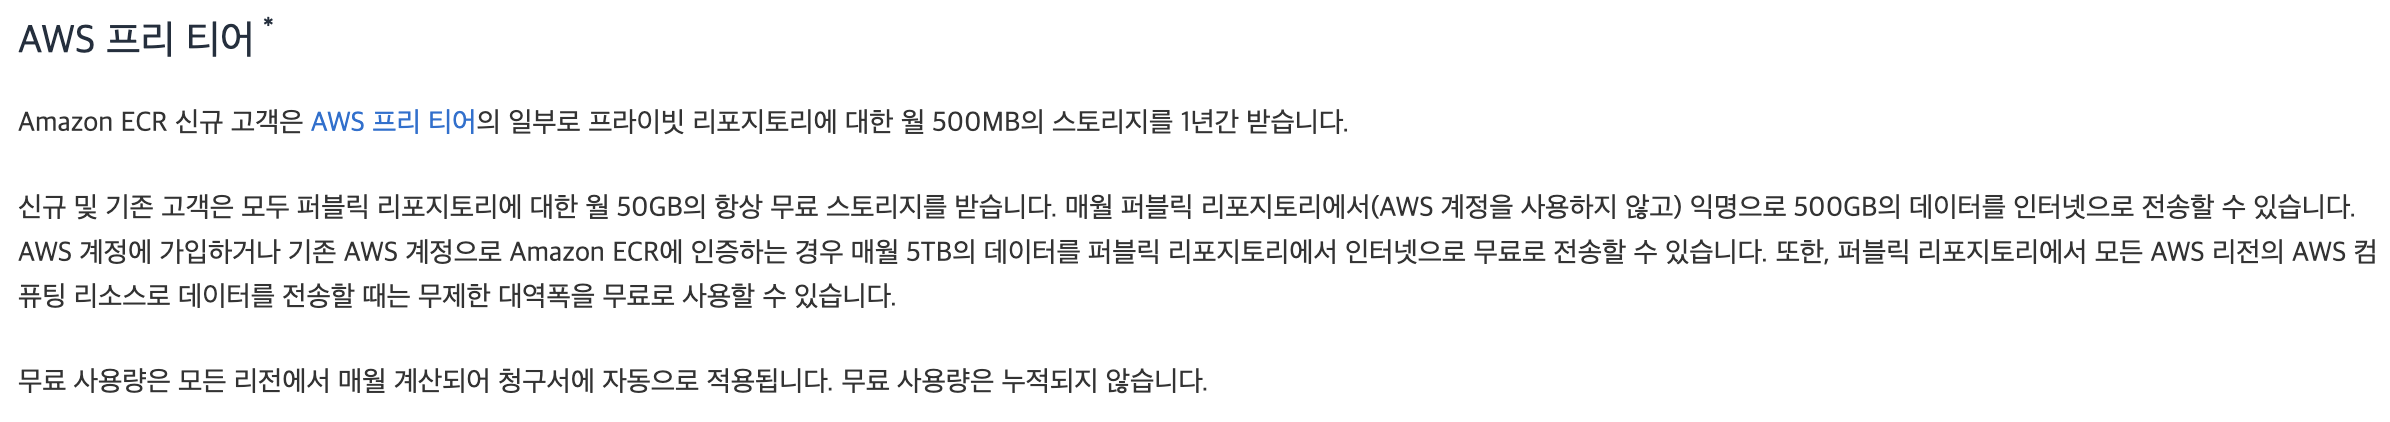 AWS 프리 티어 *
Amazon ECR 신규 고객은 AWS 프리 티어의 일부로 프라이빗 리포지토리에 대한 월 500MB의 스토리지를 1년간 받습니다.
신규 및 기존 고객은 모두 퍼블릭 리포지토리에 대한 월 50GB의 항상 무료 스토리지를 받습니다. 매월 퍼블릭 리포지토리에서(AWS 계정을 사용하지 않고) 익명으로 500GB의 데이터를 인터넷으로 전송할 수 있습니다.
AWS 계정에 가입하거나 기존 AWS 계정으로 Amazon ECR에 인증하는 경우 매월 5TB의 데이터를 퍼블릭 리포지토리에서 인터넷으로 무료로 전송할 수 있습니다. 또한, 퍼블릭 리포지토리에서 모든 AWS 리전의 AWS 컴
퓨팅 리소스로 데이터를 전송할 때는 무제한 대역폭을 무료로 사용할 수 있습니다.
무료 사용량은 모든 리전에서 매월 계산되어 청구서에 자동으로 적용됩니다. 무료 사용량은 누적되지 않습니다.